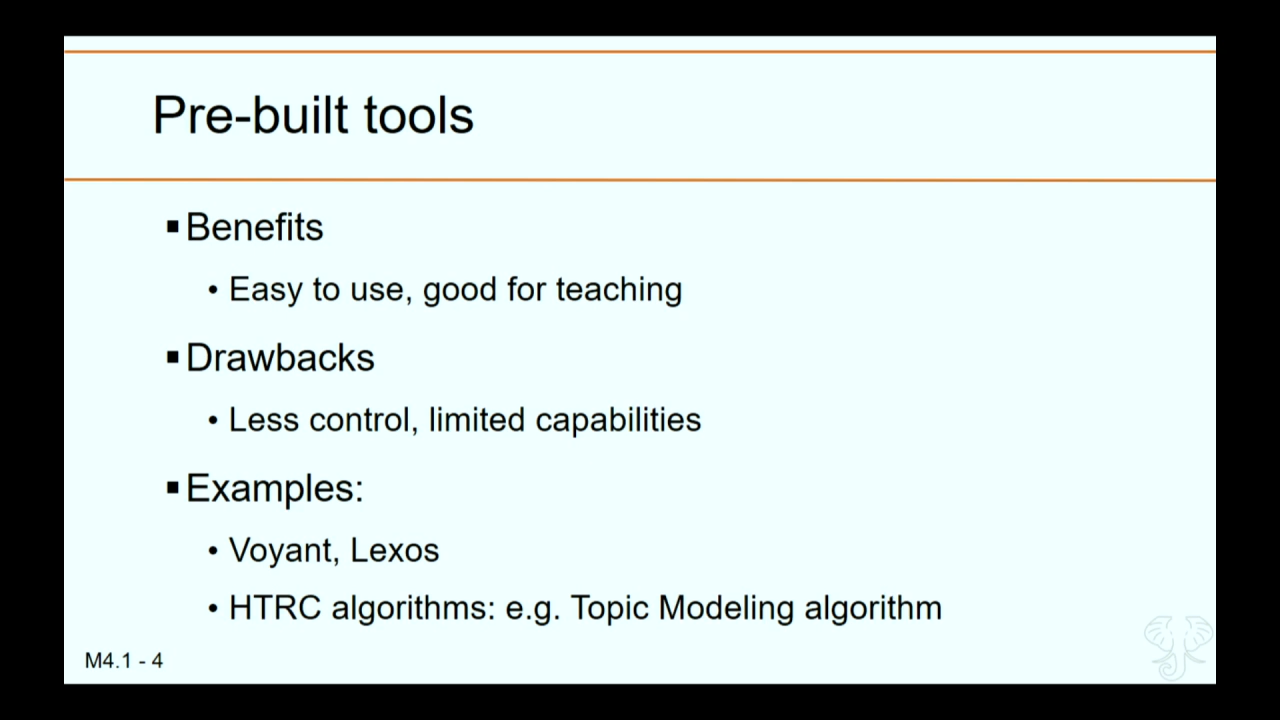 Pre-built tools
▪Benefits
• Easy to use, good for teaching
▪Drawbacks
• Less control, limited capabilities
▪Examples:
• Voyant, Lexos
• HTRC algorithms: e.g. Topic Modeling algorithm
M4.1 - 4